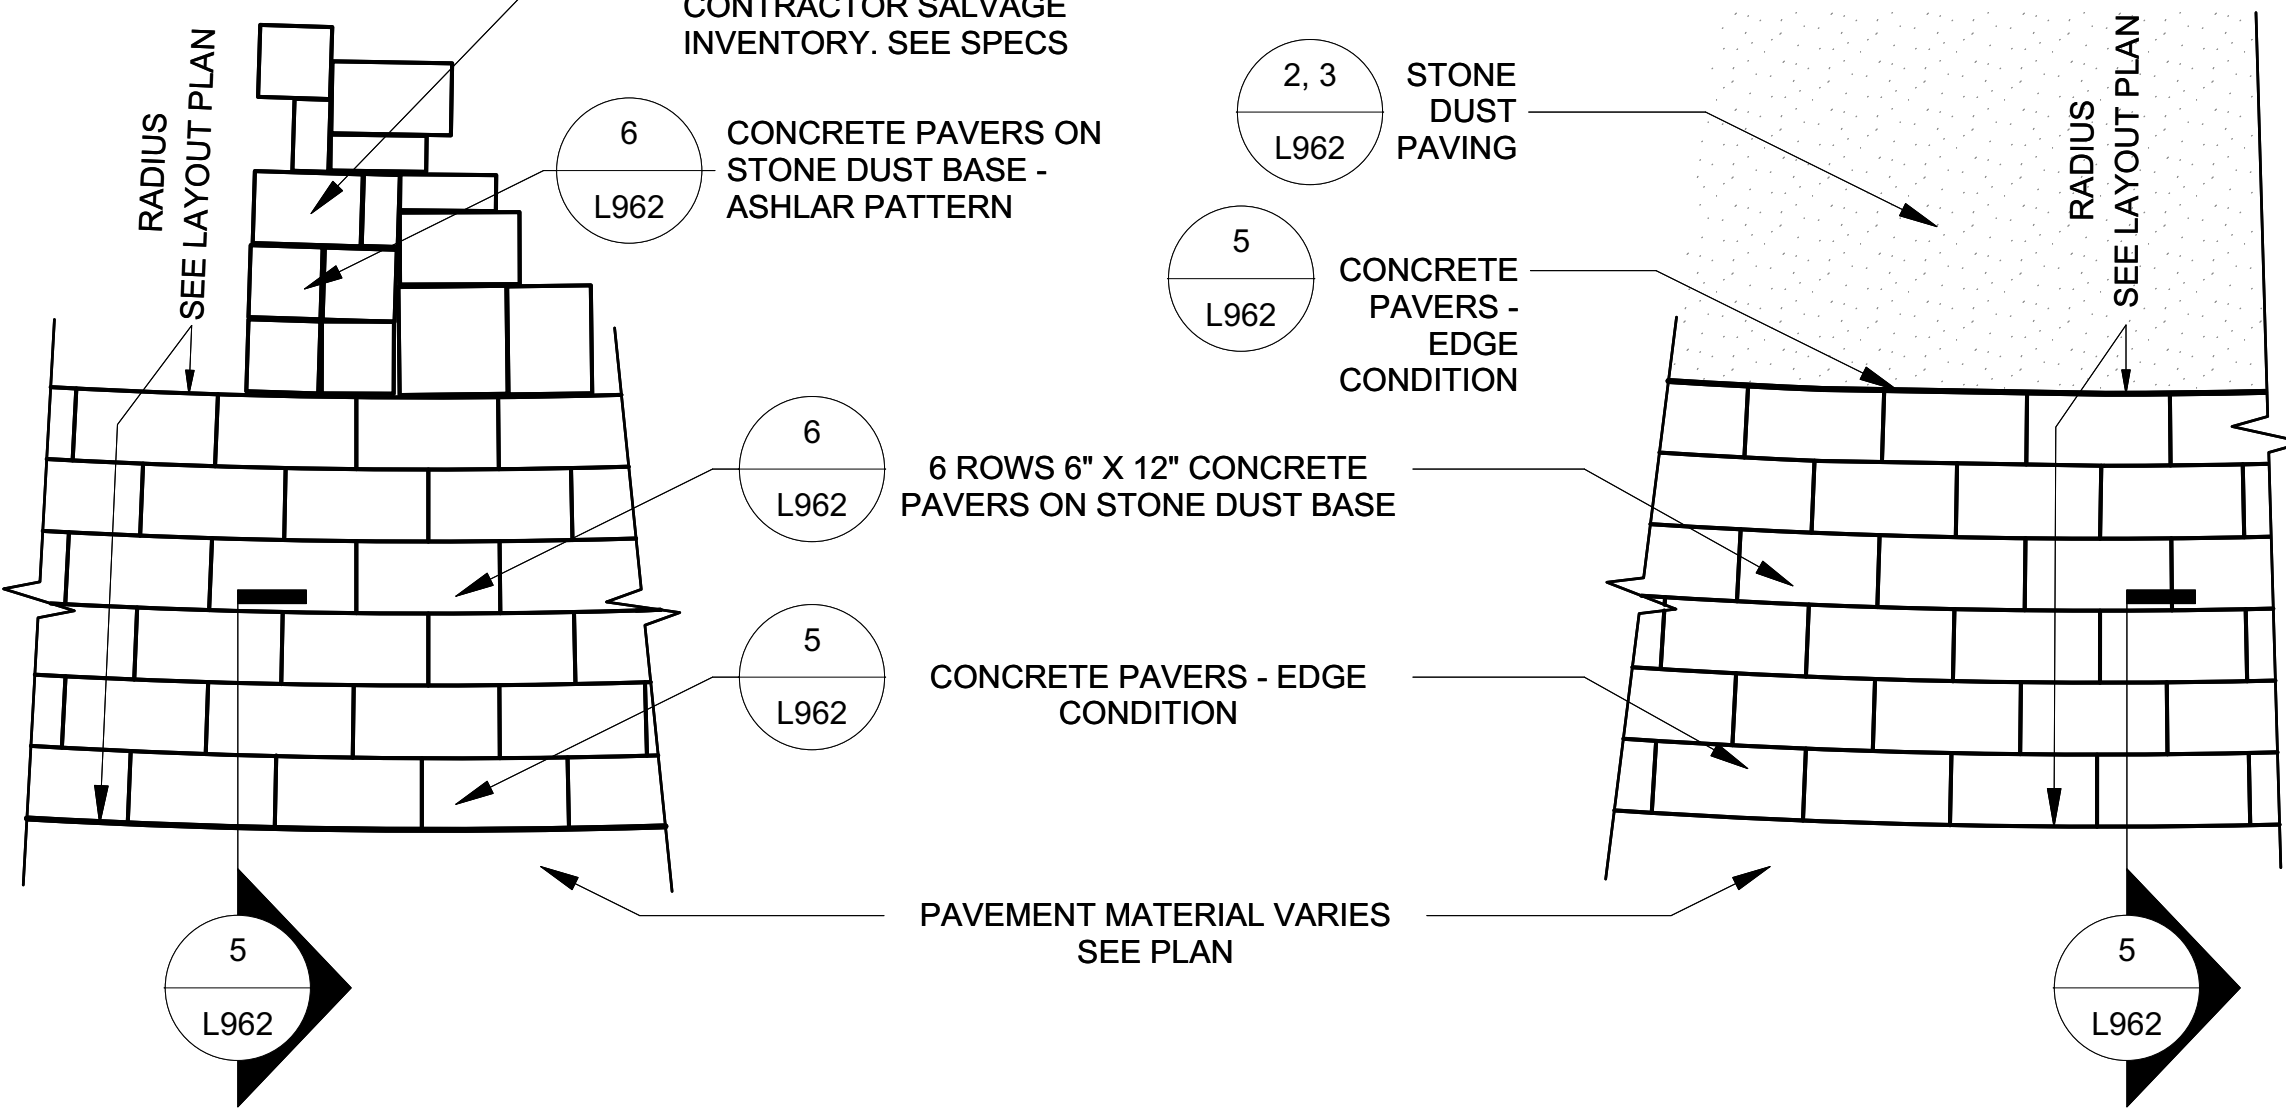 CONTRACTOR SALVAGE
INVENTORY. SEE SPECS
RADIUS
SEE LAYOUT PLAN
6
L962
CONCRETE PAVERS ON
STONE DUST BASE -
ASHLAR PATTERN
2, 3
L962
STONE
DUST
PAVING
RADIUS
SEE LAYOUT PLAN
5
L962
CONCRETE
PAVERS -
EDGE
CONDITION
6
L962
6 ROWS 6" X 12" CONCRETE
PAVERS ON STONE DUST BASE
5
L962
CONCRETE PAVERS - EDGE
CONDITION
PAVEMENT MATERIAL VARIES
SEE PLAN
5
L962
5
L962